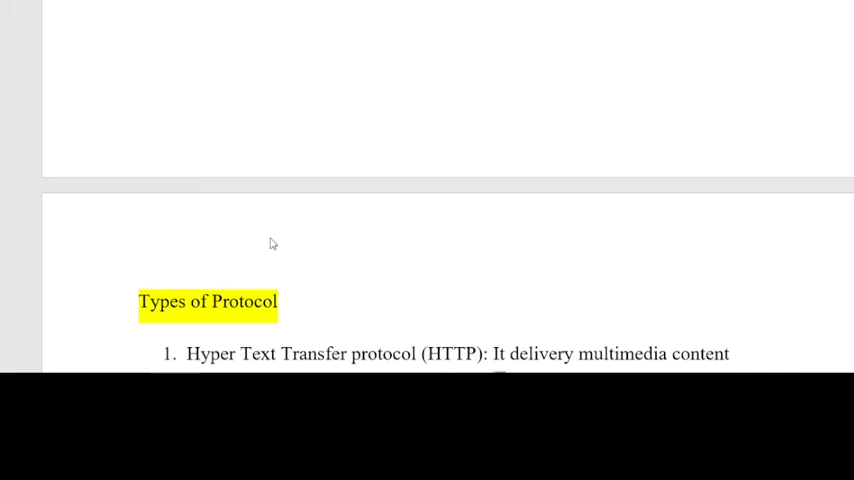 Types of Protocol
1. Hyper Text Transfer protocol (HTTP): It delivery multimedia content